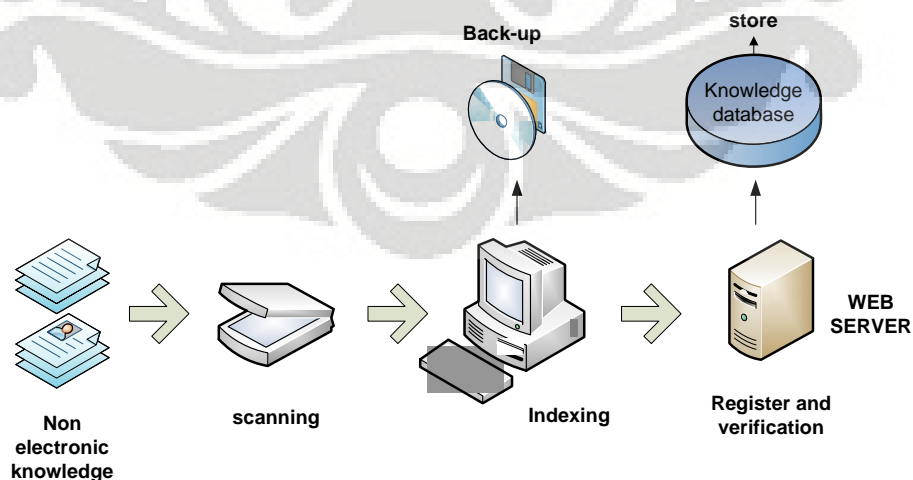 Back-up
store
Knowledge
database
WEB
SERVER
Non
electronic
knowledge
scanning
Indexing
Register and
verification